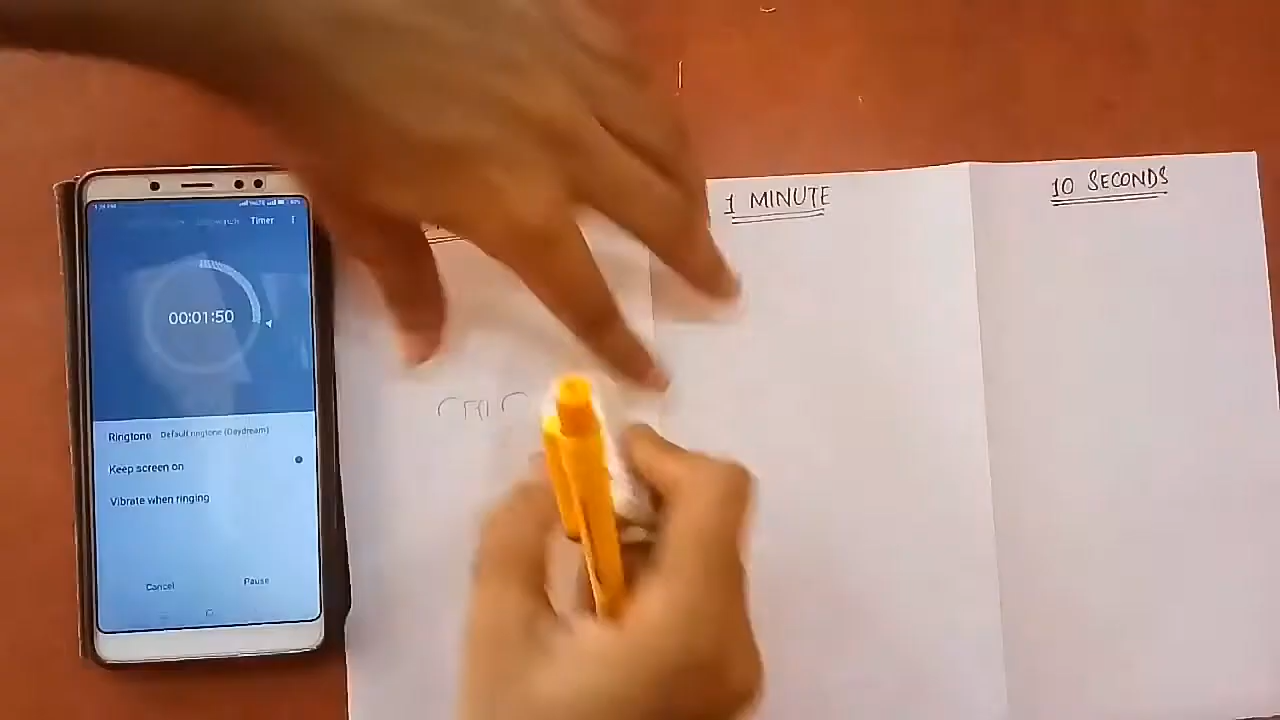 Timer
00:01:50
Ringtone Default ringtone (Daydream)
Keep screen on
Vibrate when ringing
Cancel Pause
1 MINUTE
10 SECONDS